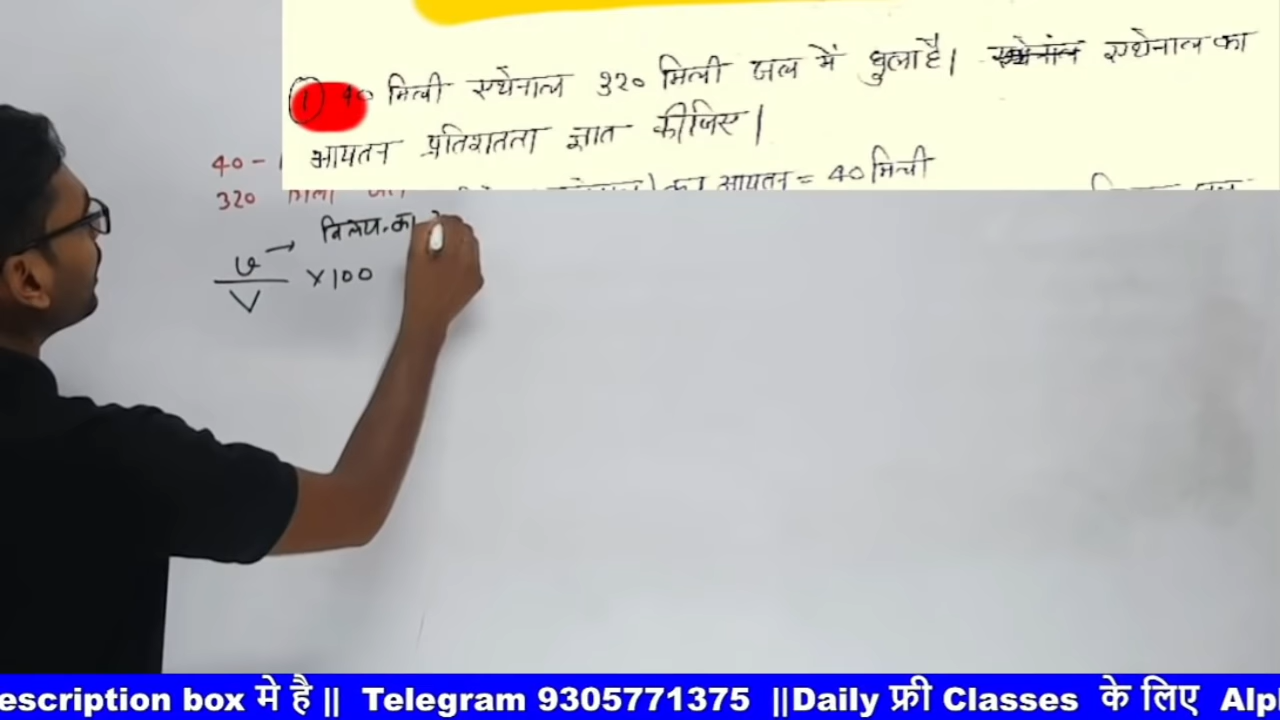 ① 40 मिली एथेनाल 320 मिली जल में घुला है। एथेनाल का
आयतन प्रतिशतता ज्ञात कीजिए।
का आयतन = 40 मिली
40 -
320 मिली जल
v → विलेय. का
V × 100
escription box मे है || Telegram 9305771375 ||Daily फ्री Classes के लिए Alp